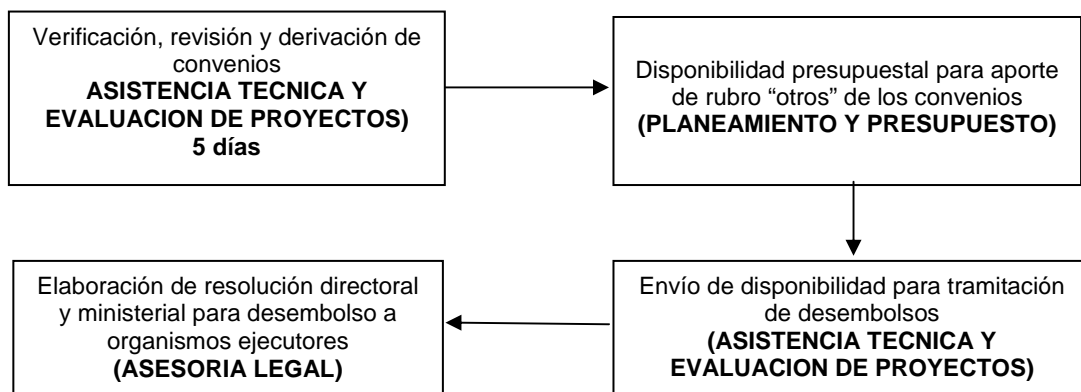 Verificación, revisión y derivación de
convenios
ASISTENCIA TECNICA Y
EVALUACION DE PROYECTOS)
5 días
Disponibilidad presupuestal para aporte
de rubro “otros” de los convenios
(PLANEAMIENTO Y PRESUPUESTO)
Envío de disponibilidad para tramitación
de desembolsos
(ASISTENCIA TECNICA Y
EVALUACION DE PROYECTOS)
Elaboración de resolución directoral
y ministerial para desembolso a
organismos ejecutores
(ASESORIA LEGAL)